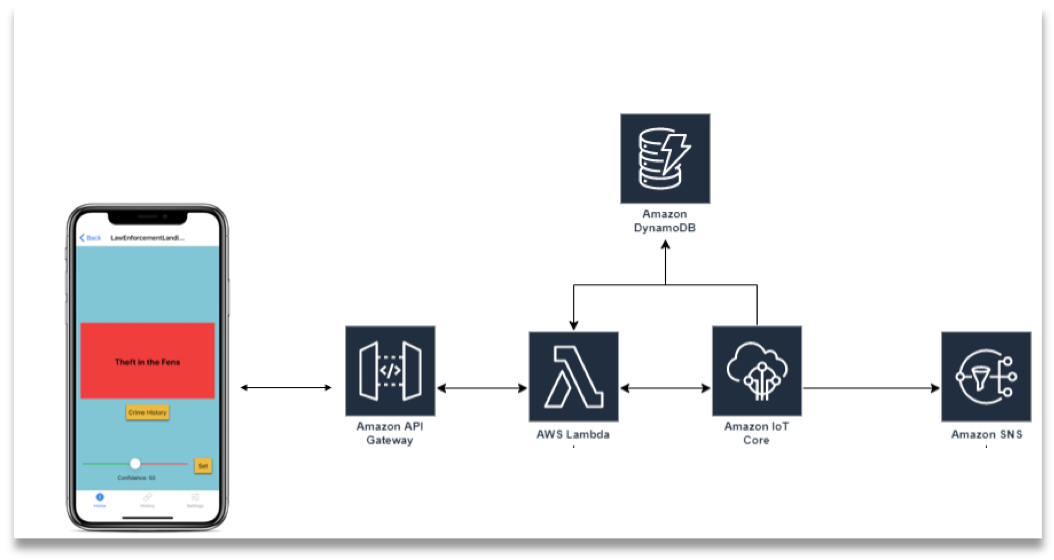 Back
LawEnforcementLandi...
Theft in the Fens
Crime History
Set
Confidence: 50
Home
History
Settings
Amazon API
Gateway
AWS Lambda
Amazon
DynamoDB
Amazon IoT
Core
Amazon SNS